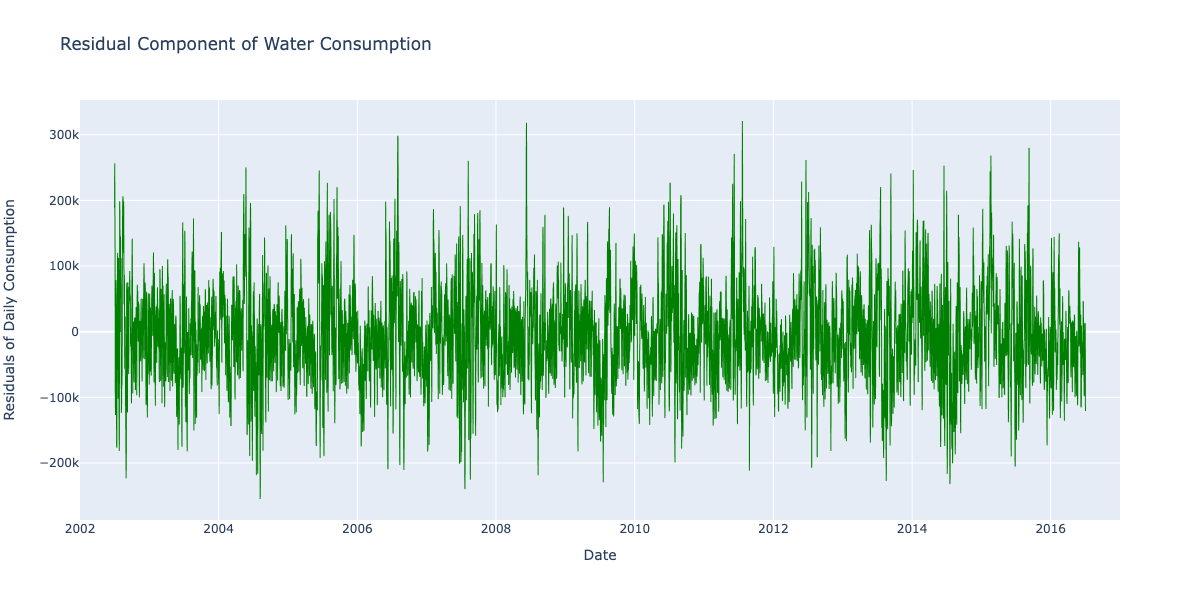 Residual Component of Water Consumption
Residuals of Daily Consumption
300k
200k
100k
0
−100k
−200k
2002 2004 2006 2008 2010 2012 2014 2016
Date